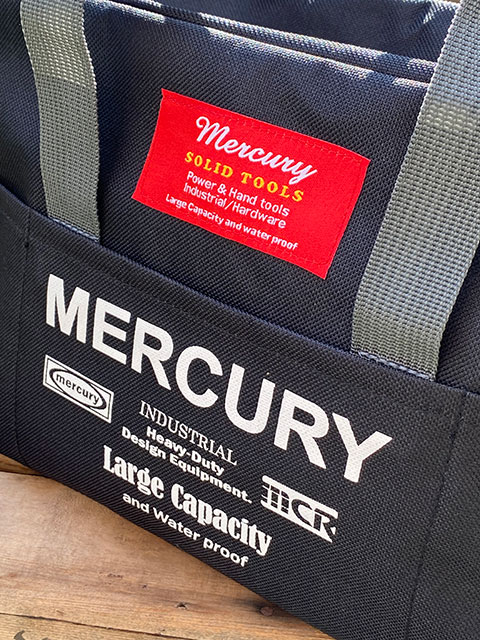 Mercury
SOLID TOOLS
Power & Hand tools
Industrial/Hardware
Large Capacity and water proof
MERCURY
mercury
INDUSTRIAL
Heavy-Duty
Design Equipment.
MCR
Large Capacity
and Water proof